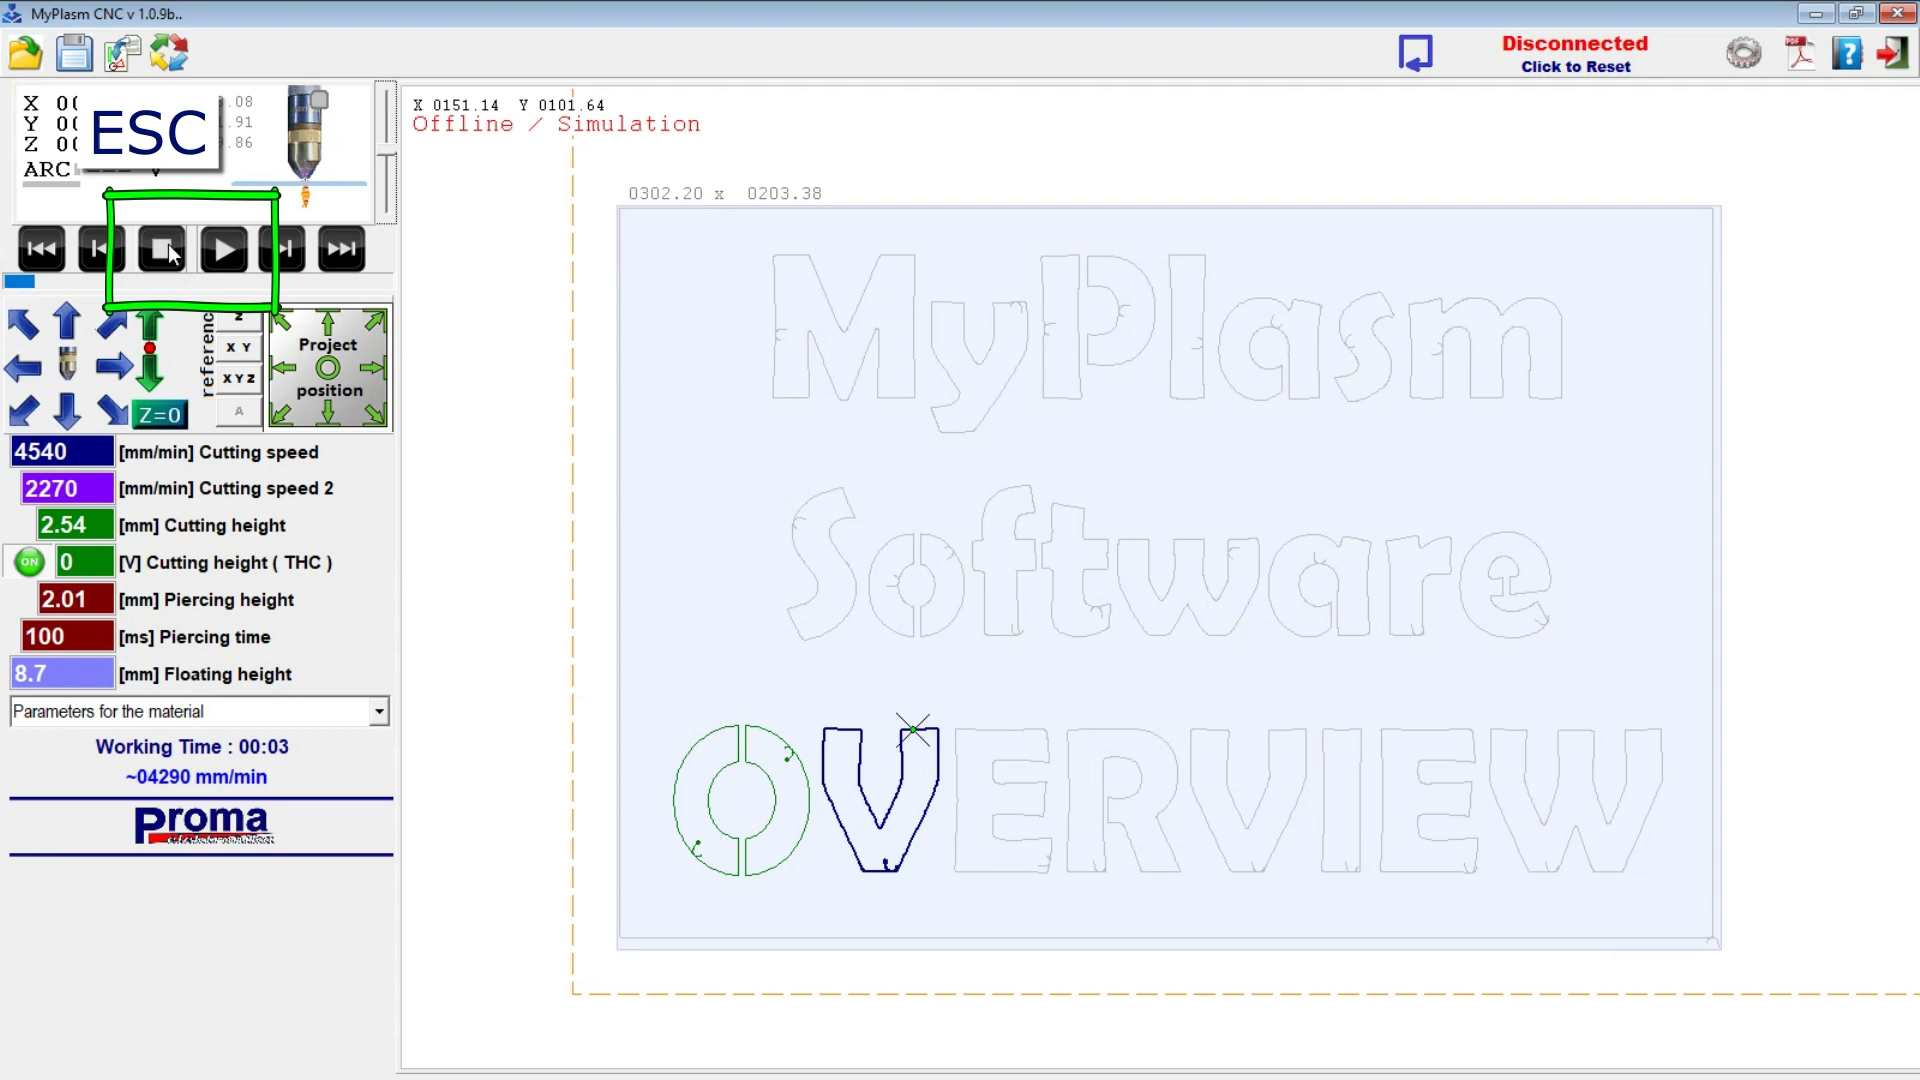 MyPlasm CNC v 1.0.9b..
Disconnected
Click to Reset
X 0
Y 0
Z 0
.08
.91
.86
ESC
ARC
V
X 0151.14 Y 0101.64
Offline / Simulation
0302.20 x 0203.38
MyPlasm
Software
OVERVIEW
referenc
Z
X Y
X Y Z
A
Z=0
Project
position
4540 [mm/min] Cutting speed
2270 [mm/min] Cutting speed 2
2.54 [mm] Cutting height
ON 0 [V] Cutting height ( THC )
2.01 [mm] Piercing height
100 [ms] Piercing time
8.7 [mm] Floating height
Parameters for the material
Working Time : 00:03
~04290 mm/min
Proma